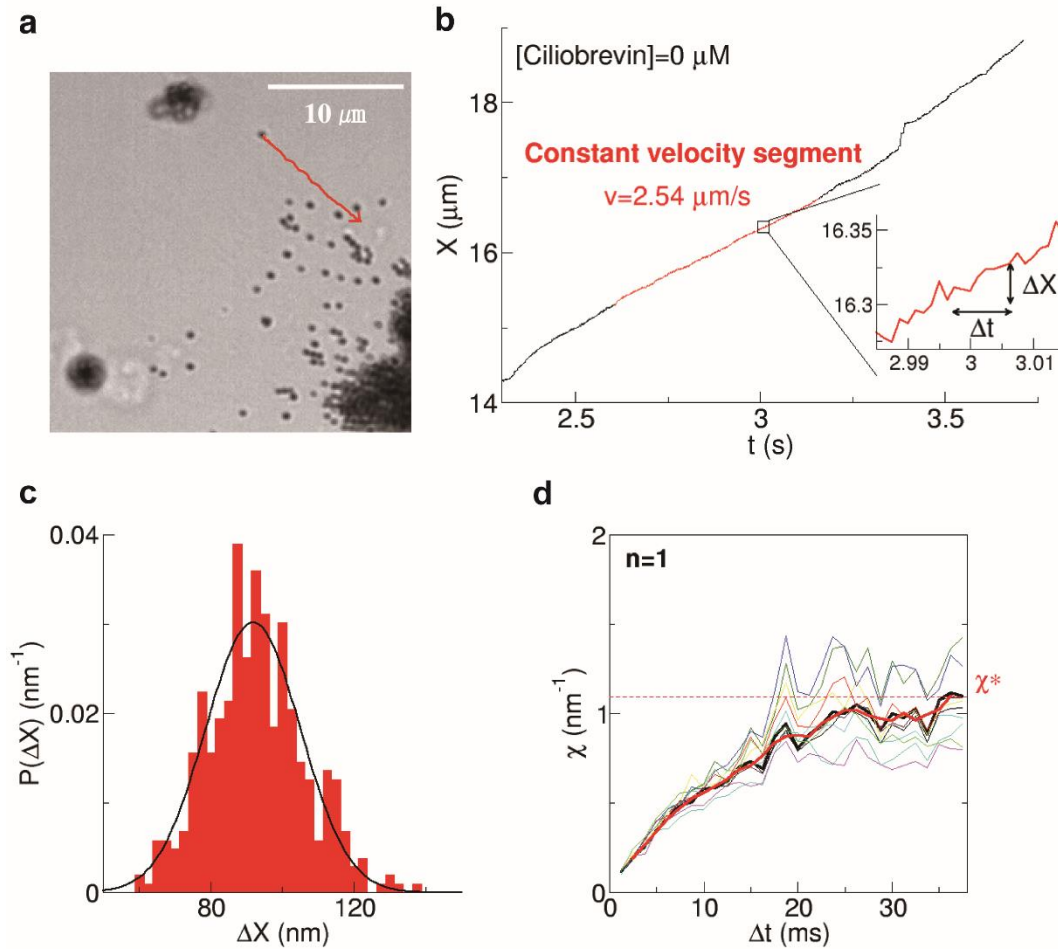 a
10 μm
b
[Ciliobrevin]=0 μM
Constant velocity segment
v=2.54 μm/s
X (μm)
18
16
14
2.5
3
3.5
t (s)
16.35
16.3
ΔX
Δt
2.99
3
3.01
c
P(ΔX) (nm⁻¹)
0.04
0.02
0
80
120
ΔX (nm)
d
n=1
χ (nm⁻¹)
2
1
0
χ*
0
10
20
30
Δt (ms)